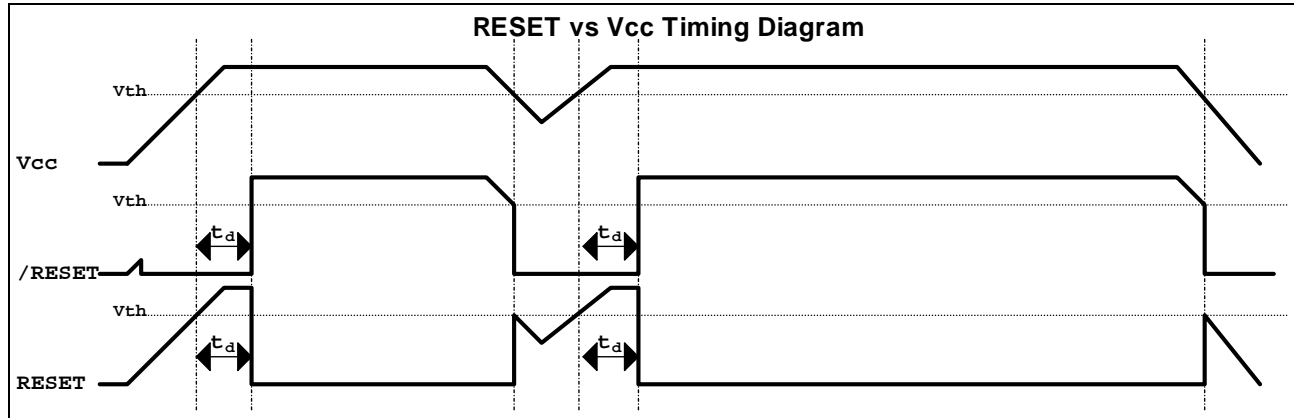 RESET vs Vcc Timing Diagram
Vth
Vcc
Vth
td td
/RESET
Vth
td td
RESET